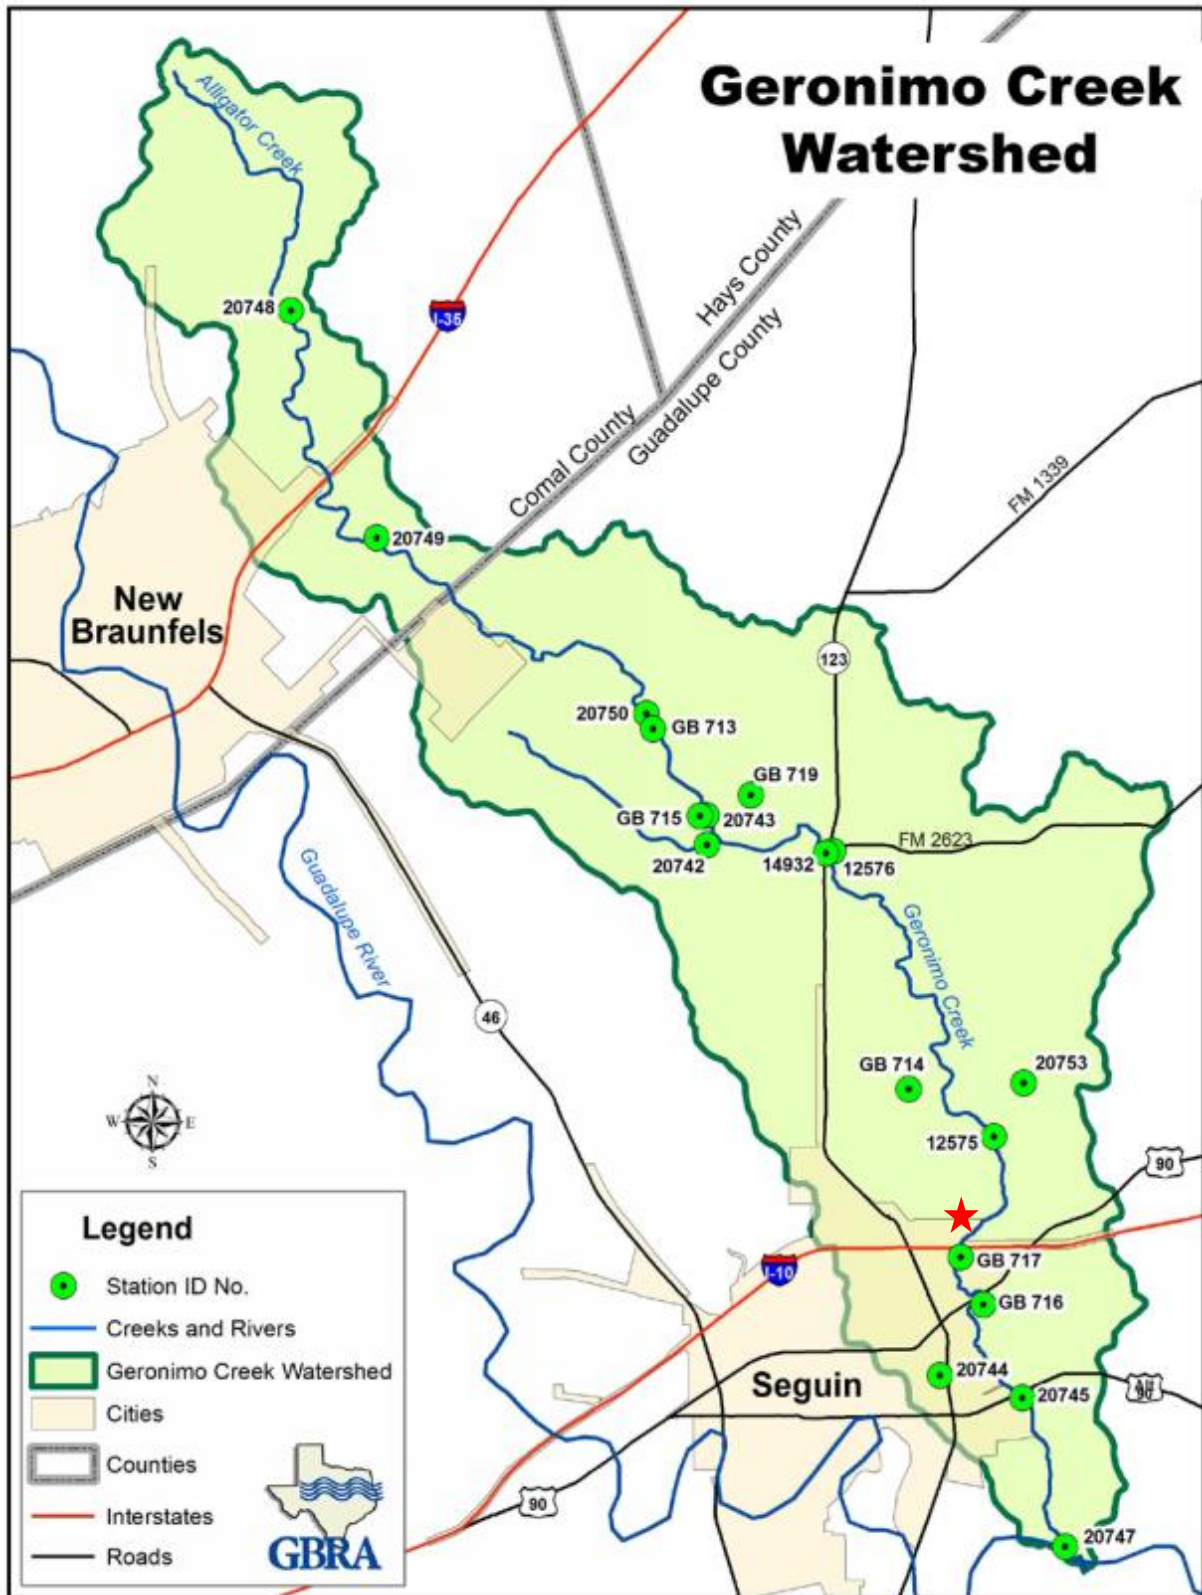 Geronimo Creek
Watershed
Alligator Creek
20748
I-35
Hays County
Comal County
Guadalupe County
FM 1339
20749
New
Braunfels
123
20750
GB 713
GB 719
GB 715
20743
20742
14932
12576
FM 2623
Guadalupe River
Geronimo Creek
46
GB 714
20753
12575
90
N
W
E
S
I-10
GB 717
GB 716
20744
Seguin
20745
90
90
20747
Legend
Station ID No.
Creeks and Rivers
Geronimo Creek Watershed
Cities
Counties
Interstates
Roads
GBRA